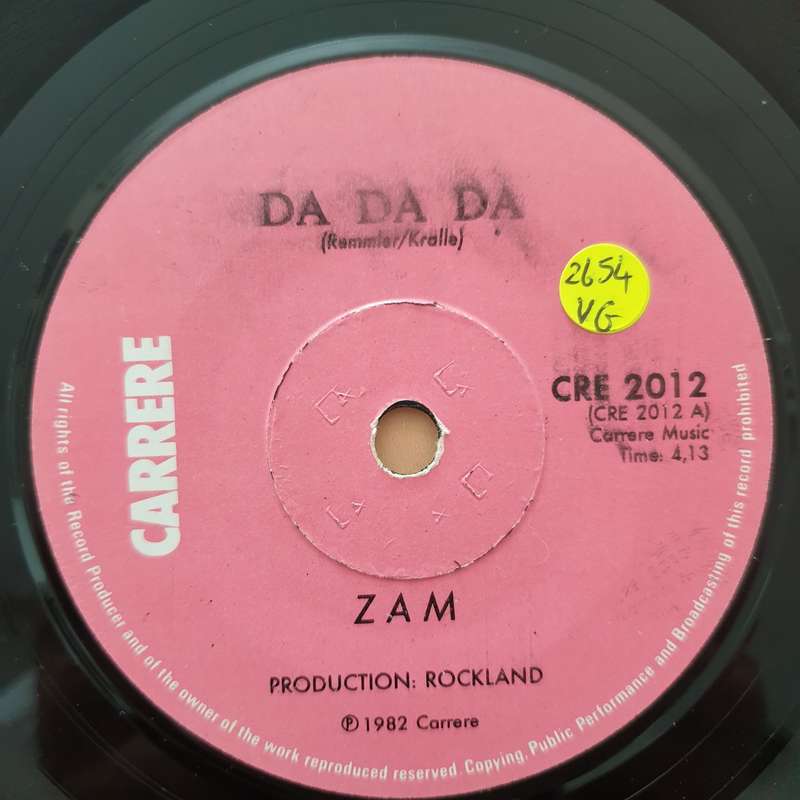 DA DA DA
(Remmler/Kralle)
2654
VG
CARRERE
CRE 2012
(CRE 2012 A)
Carrere Music
Time: 4,13
ZAM
PRODUCTION: ROCKLAND
℗ 1982 Carrere
All rights of the Record Producer and of the owner of the work reproduced reserved. Copying, Public Performance and Broadcasting of this record prohibited